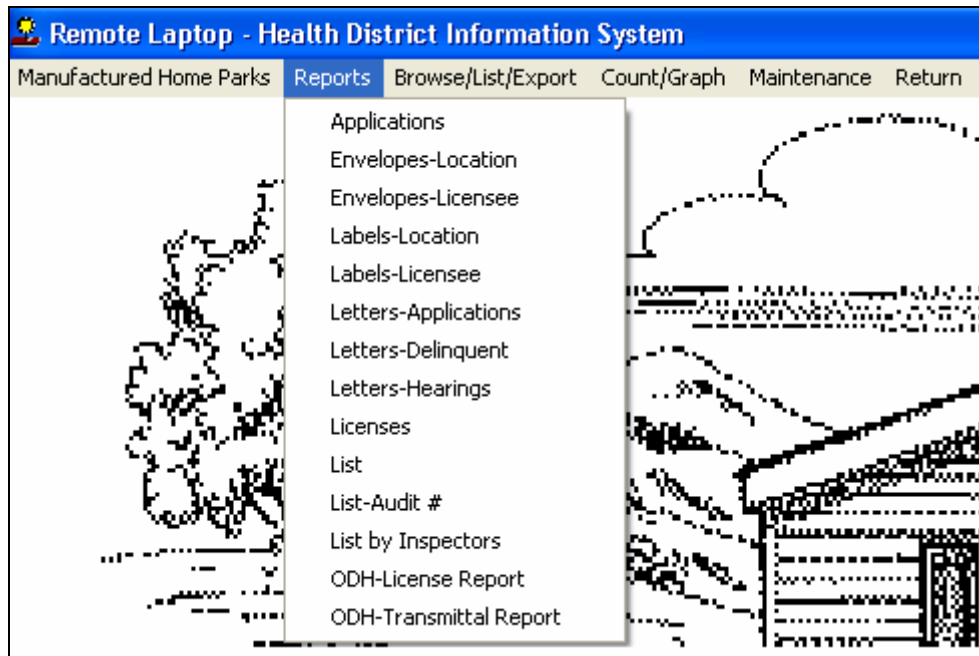 Remote Laptop - Health District Information System
Manufactured Home Parks Reports Browse/List/Export Count/Graph Maintenance Return
Applications
Envelopes-Location
Envelopes-Licensee
Labels-Location
Labels-Licensee
Letters-Applications
Letters-Delinquent
Letters-Hearings
Licenses
List
List-Audit #
List by Inspectors
ODH-License Report
ODH-Transmittal Report